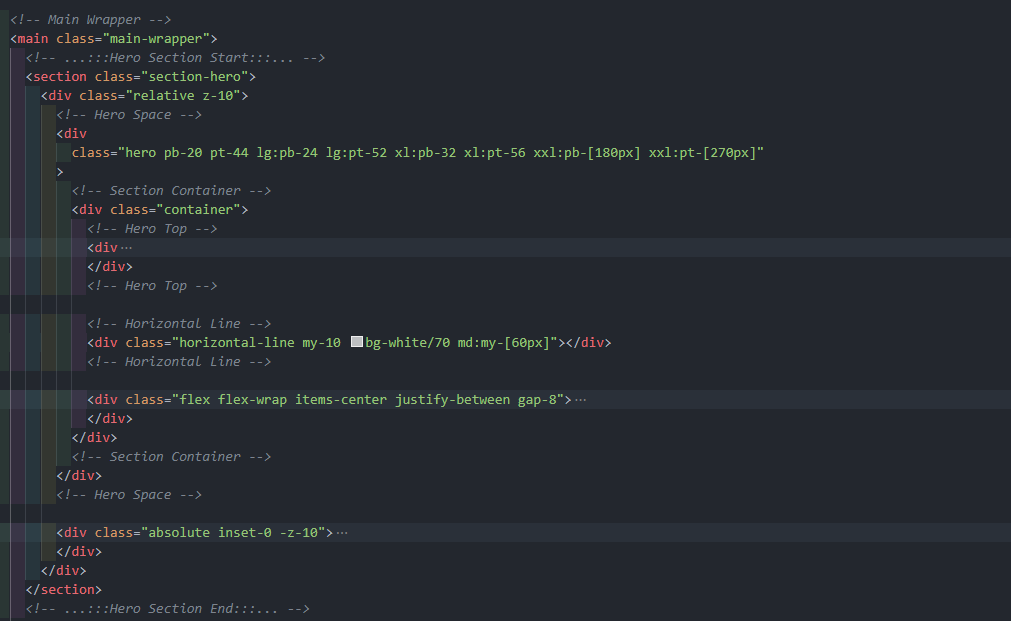 <!-- Main Wrapper -->
<main class="main-wrapper">
<!-- ...:::Hero Section Start:::... -->
<section class="section-hero">
<div class="relative z-10">
<!-- Hero Space -->
<div
class="hero pb-20 pt-44 lg:pb-24 lg:pt-52 xl:pb-32 xl:pt-56 xxl:pb-[180px] xxl:pt-[270px]"
>
<!-- Section Container -->
<div class="container">
<!-- Hero Top -->
<div···
</div>
<!-- Hero Top -->
<!-- Horizontal Line -->
<div class="horizontal-line my-10 bg-white/70 md:my-[60px]"></div>
<!-- Horizontal Line -->
<div class="flex flex-wrap items-center justify-between gap-8">···
</div>
</div>
<!-- Section Container -->
</div>
<!-- Hero Space -->
<div class="absolute inset-0 -z-10">···
</div>
</div>
</section>
<!-- ...:::Hero Section End:::... -->